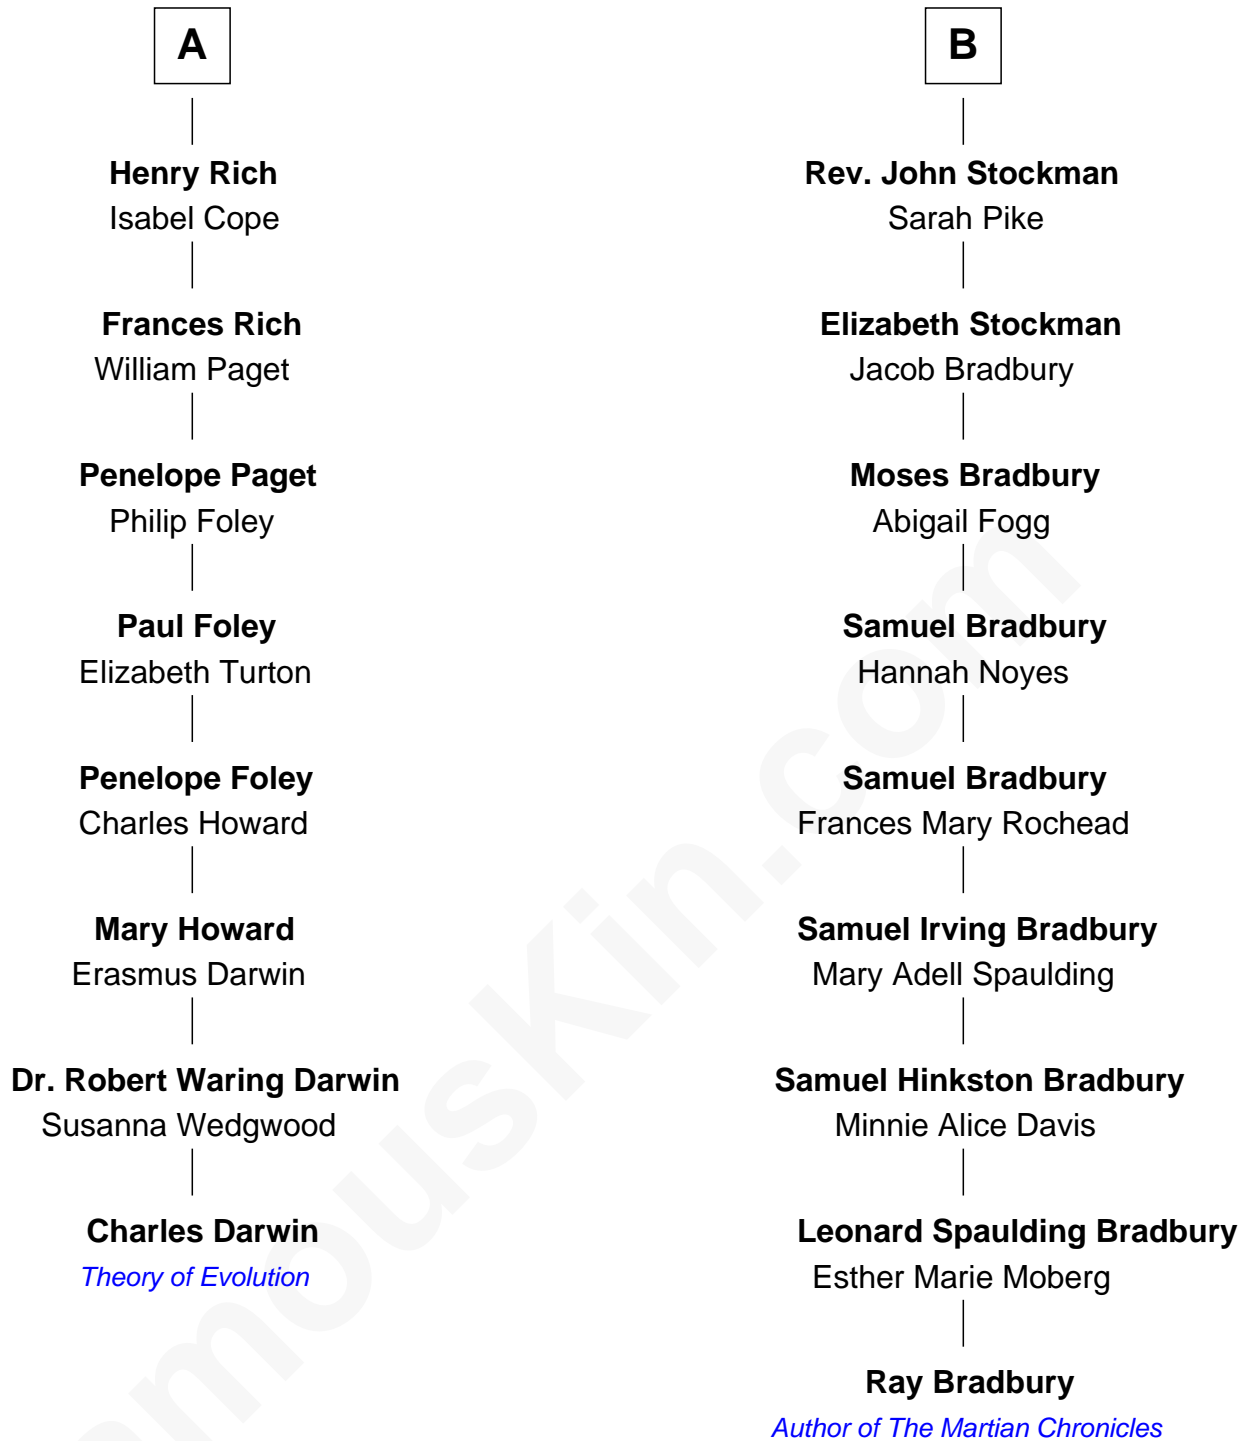 A
Henry Rich
Isabel Cope
Frances Rich
William Paget
Penelope Paget
Philip Foley
Paul Foley
Elizabeth Turton
Penelope Foley
Charles Howard
Mary Howard
Erasmus Darwin
Dr. Robert Waring Darwin
Susanna Wedgwood
Charles Darwin
Theory of Evolution
B
Rev. John Stockman
Sarah Pike
Elizabeth Stockman
Jacob Bradbury
Moses Bradbury
Abigail Fogg
Samuel Bradbury
Hannah Noyes
Samuel Bradbury
Frances Mary Rochead
Samuel Irving Bradbury
Mary Adell Spaulding
Samuel Hinkston Bradbury
Minnie Alice Davis
Leonard Spaulding Bradbury
Esther Marie Moberg
Ray Bradbury
Author of The Martian Chronicles
amouskin.com